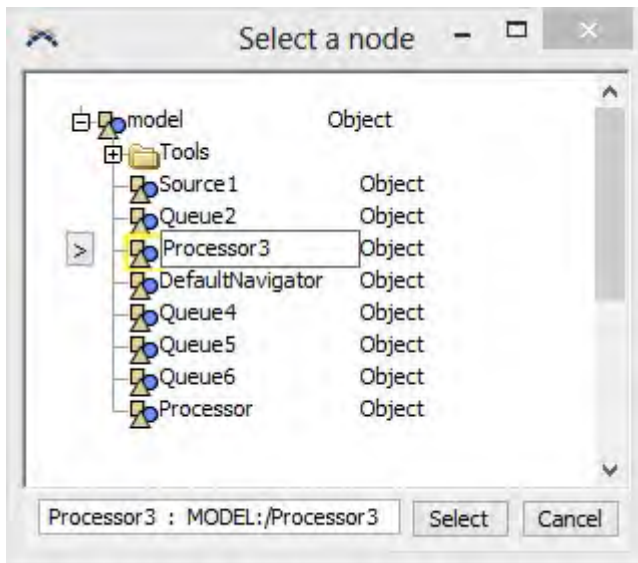 Select a node
model Object
Tools
Source1 Object
Queue2 Object
> Processor3 Object
DefaultNavigator Object
Queue4 Object
Queue5 Object
Queue6 Object
Processor Object
Processor3 : MODEL:/Processor3 Select Cancel